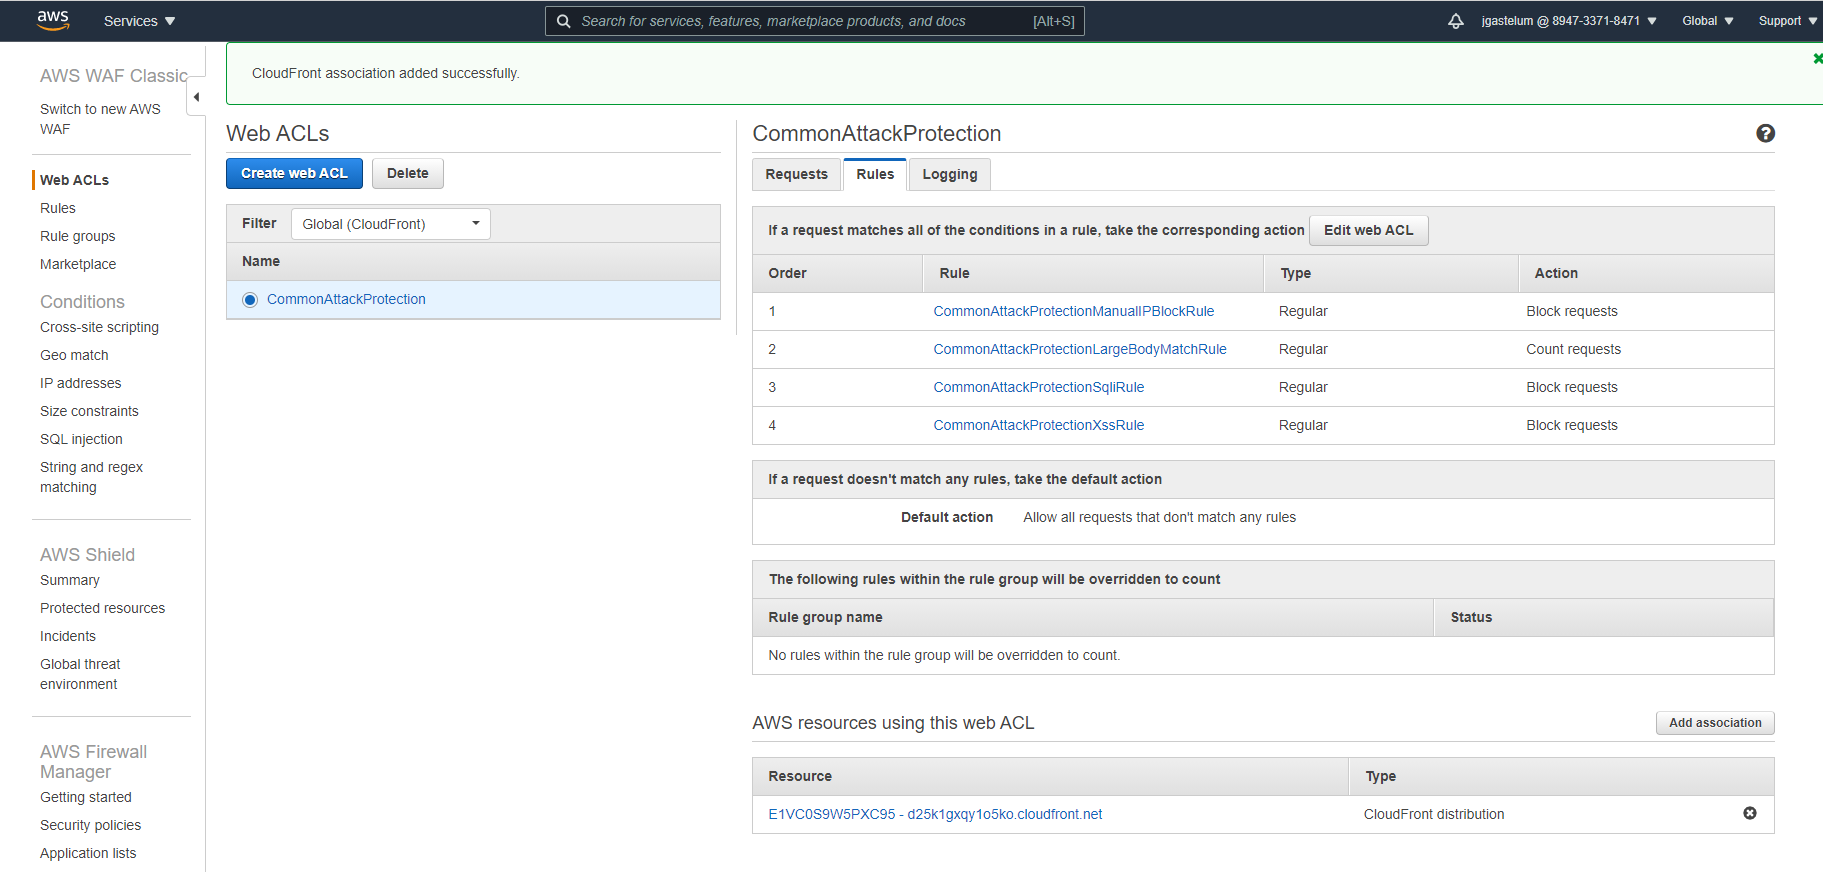 aws
Services
Search for services, features, marketplace products, and docs [Alt+S]
jgastelum @ 8947-3371-8471
Global
Support
AWS WAF Classic
Switch to new AWS
WAF
Web ACLs
Rules
Rule groups
Marketplace
Conditions
Cross-site scripting
Geo match
IP addresses
Size constraints
SQL injection
String and regex
matching
AWS Shield
Summary
Protected resources
Incidents
Global threat
environment
AWS Firewall
Manager
Getting started
Security policies
Application lists
CloudFront association added successfully.
Web ACLs
Create web ACL Delete
Filter Global (CloudFront)
Name
CommonAttackProtection
CommonAttackProtection
Requests Rules Logging
If a request matches all of the conditions in a rule, take the corresponding action Edit web ACL
Order Rule Type Action
1 CommonAttackProtectionManualIPBlockRule Regular Block requests
2 CommonAttackProtectionLargeBodyMatchRule Regular Count requests
3 CommonAttackProtectionSqliRule Regular Block requests
4 CommonAttackProtectionXssRule Regular Block requests
If a request doesn't match any rules, take the default action
Default action Allow all requests that don't match any rules
The following rules within the rule group will be overridden to count
Rule group name Status
No rules within the rule group will be overridden to count.
AWS resources using this web ACL Add association
Resource Type
E1VC0S9W5PXC95 - d25k1gxqy1o5ko.cloudfront.net CloudFront distribution